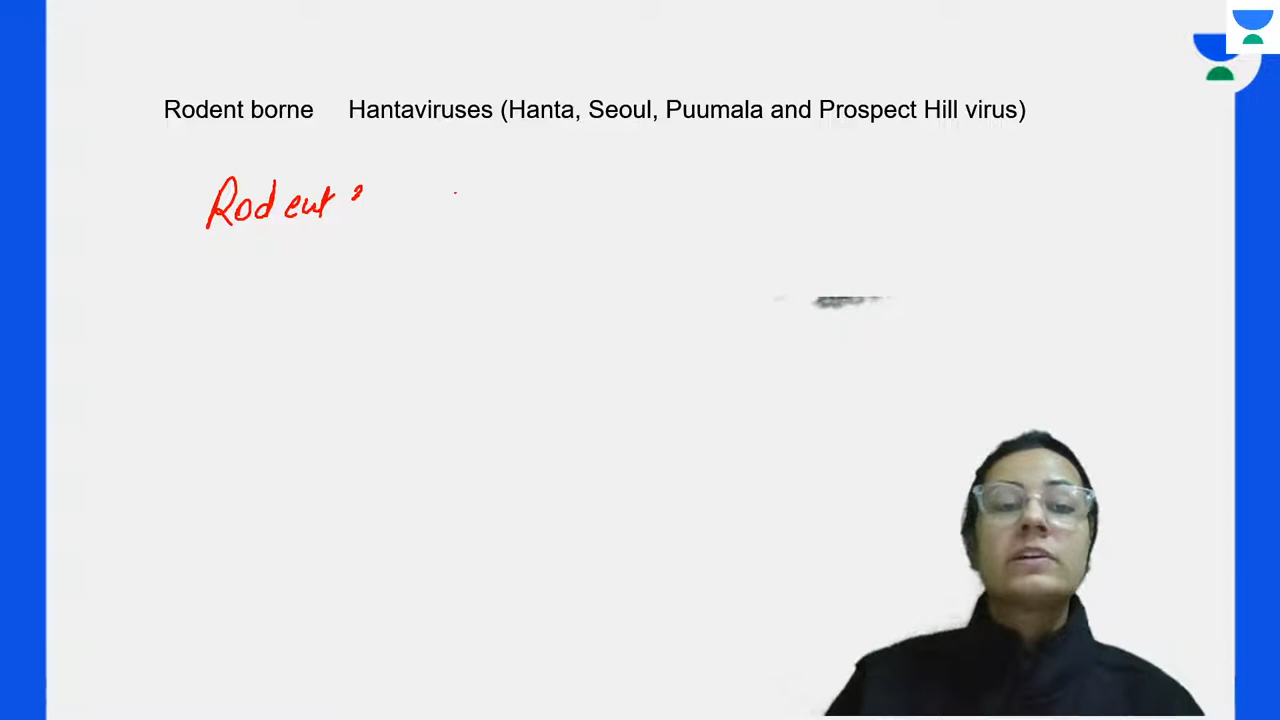 Rodent borne Hantaviruses (Hanta, Seoul, Puumala and Prospect Hill virus)
Rodent